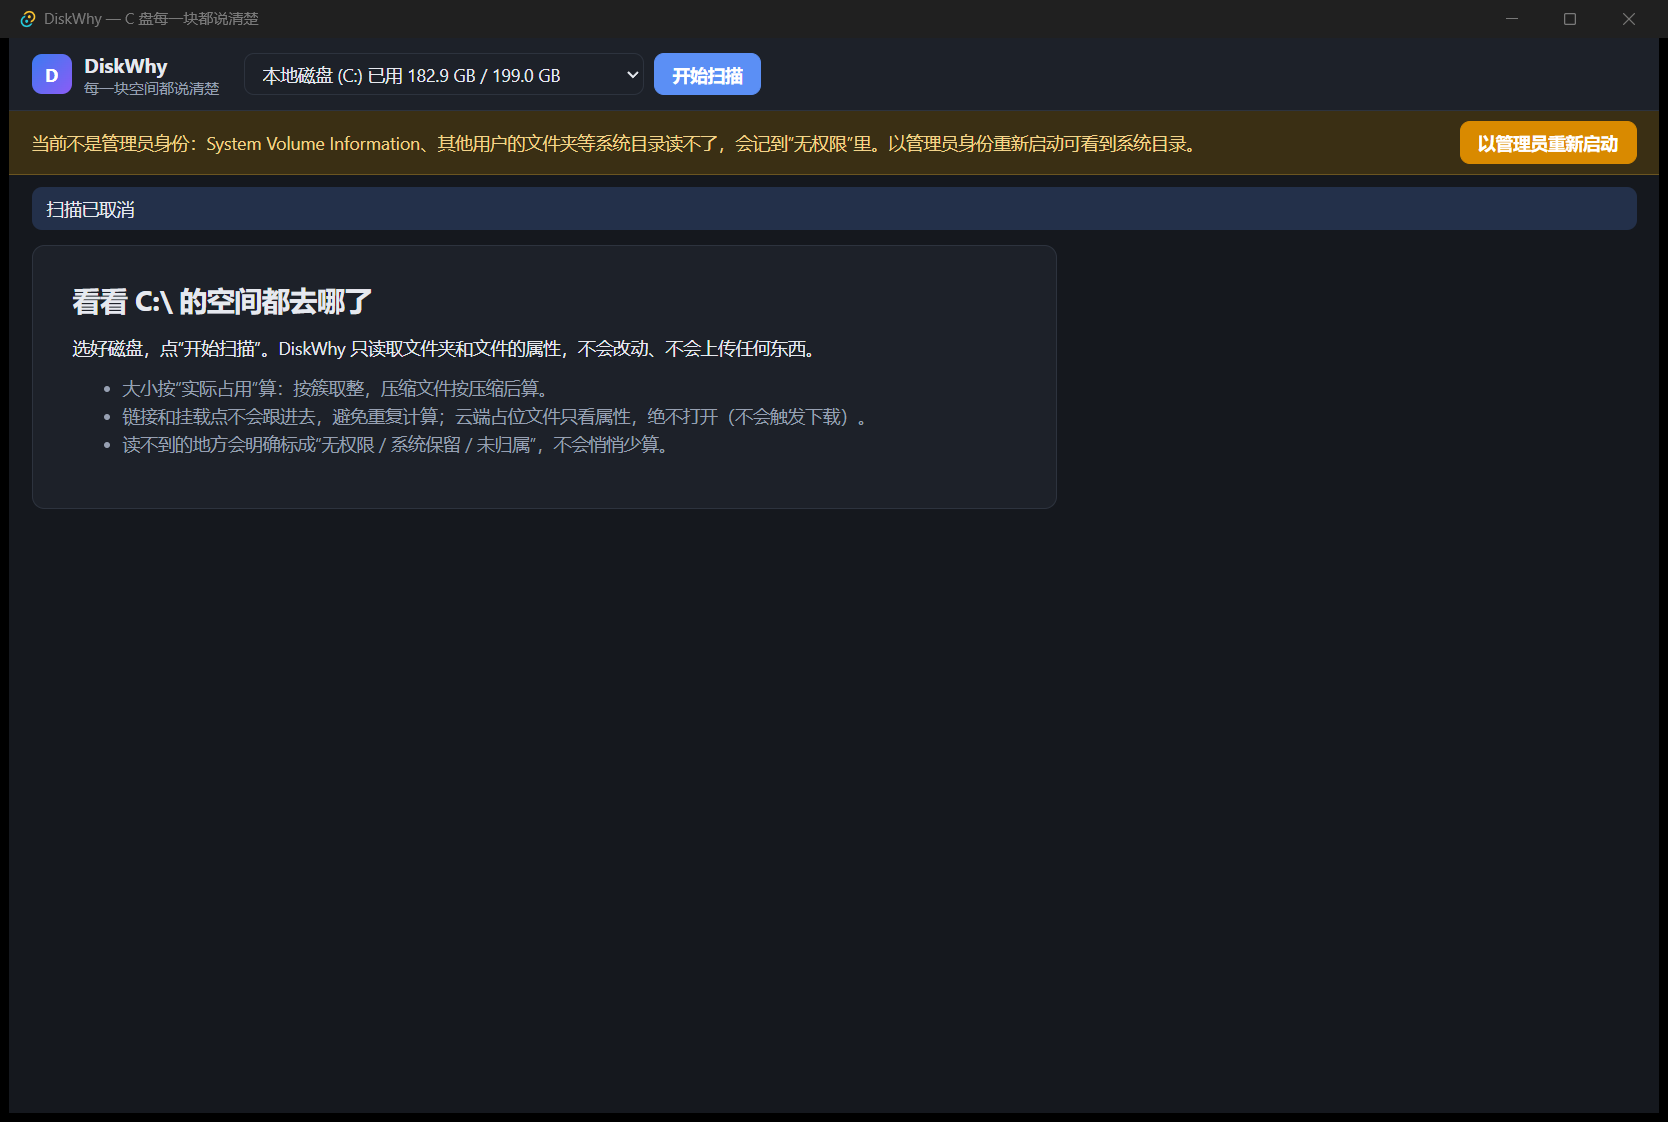 DiskWhy — C 盘每一块都说清楚
D
DiskWhy
每一块空间都说清楚
本地磁盘 (C:) 已用 182.9 GB / 199.0 GB
开始扫描
当前不是管理员身份：System Volume Information、其他用户的文件夹等系统目录读不了，会记到“无权限”里。以管理员身份重新启动可看到系统目录。
以管理员重新启动
扫描已取消
看看 C:\ 的空间都去哪了
选好磁盘，点“开始扫描”。DiskWhy 只读取文件夹和文件的属性，不会改动、不会上传任何东西。
• 大小按“实际占用”算：按簇取整，压缩文件按压缩后算。
• 链接和挂载点不会跟进去，避免重复计算；云端占位文件只看属性，绝不打开（不会触发下载）。
• 读不到的地方会明确标成“无权限 / 系统保留 / 未归属”，不会悄悄少算。